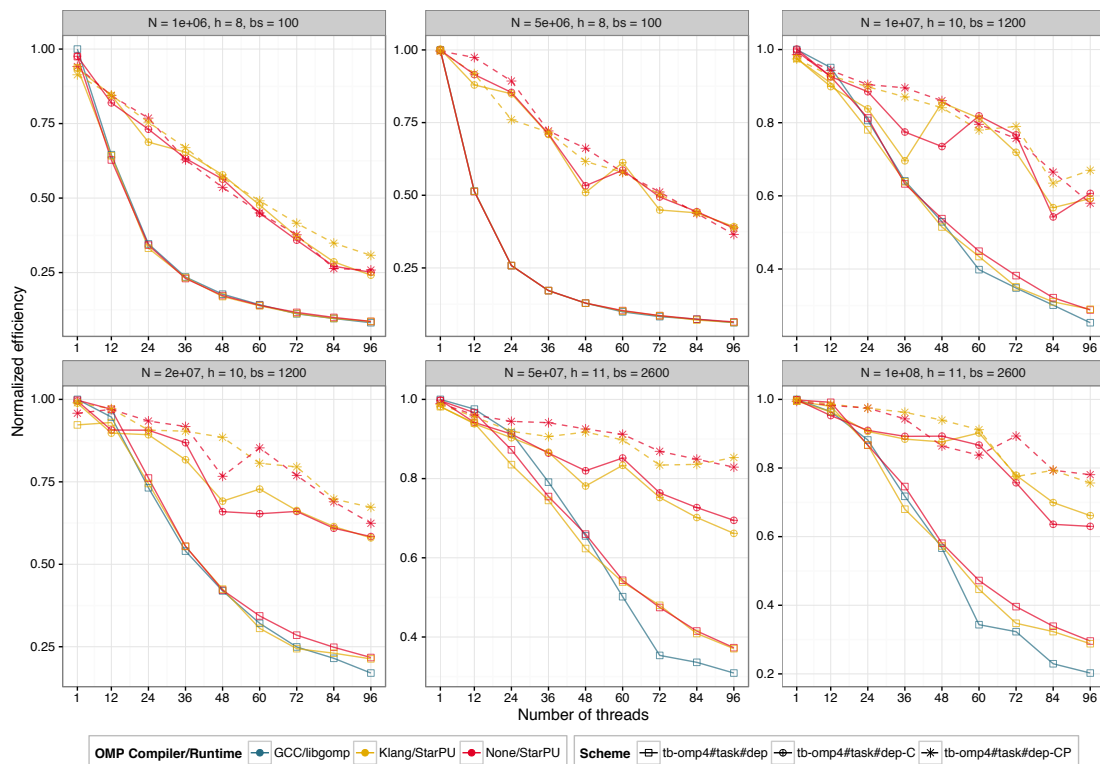 N = 1e+06, h = 8, bs = 100
N = 5e+06, h = 8, bs = 100
N = 1e+07, h = 10, bs = 1200
1.00
0.75
0.50
0.25
1.00
0.75
0.50
0.25
1.0
0.8
0.6
0.4
1 12 24 36 48 60 72 84 96
1 12 24 36 48 60 72 84 96
1 12 24 36 48 60 72 84 96
Normalized efficiency
N = 2e+07, h = 10, bs = 1200
N = 5e+07, h = 11, bs = 2600
N = 1e+08, h = 11, bs = 2600
1.00
0.75
0.50
0.25
1.0
0.8
0.6
0.4
1.0
0.8
0.6
0.4
0.2
1 12 24 36 48 60 72 84 96
1 12 24 36 48 60 72 84 96
1 12 24 36 48 60 72 84 96
Number of threads
OMP Compiler/Runtime GCC/libgomp Klang/StarPU None/StarPU
Scheme tb-omp4#task#dep tb-omp4#task#dep-C tb-omp4#task#dep-CP